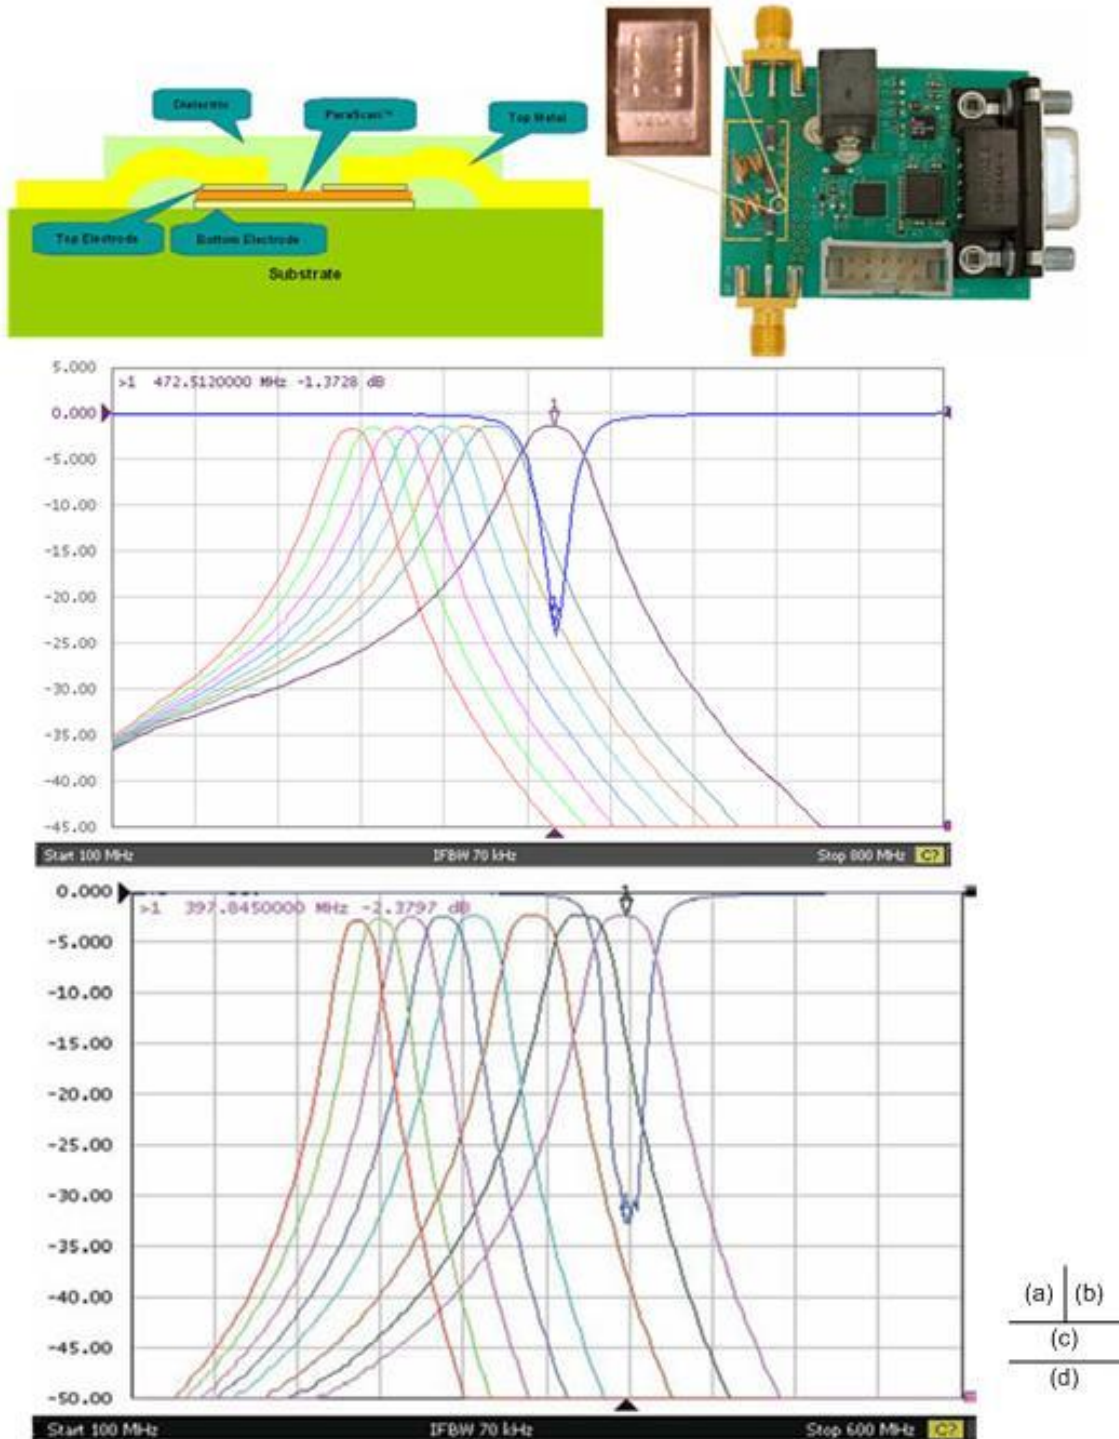 Dielectric
ParaScan™
Top Metal
Top Electrode
Bottom Electrode
Substrate
5.000
>1 472.5120000 MHz -1.3728 dB
1
0.000
-5.000
-10.00
-15.00
-20.00
-25.00
-30.00
-35.00
-40.00
-45.00
Start 100 MHz IFBW 70 kHz Stop 800 MHz C?
0.000
>1 397.8450000 MHz -2.3797 dB
1
-5.000
-10.00
-15.00
-20.00
-25.00
-30.00
-35.00
-40.00
-45.00
-50.00
Start 100 MHz IFBW 70 kHz Stop 600 MHz C?
(a) (b)
(c)
(d)